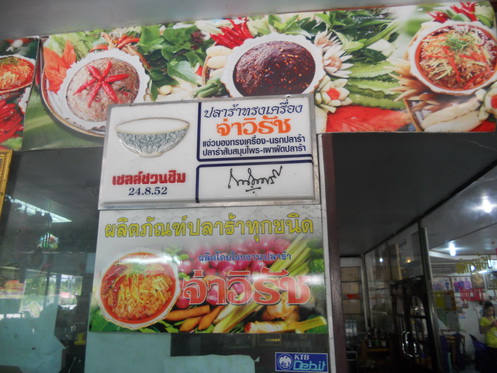 ปลาร้าทรงเครื่อง
จ่าวิรัช
แจ่วบองทรงเครื่อง-นรกปลาร้า
ปลาร้าสับสมุนไพร-เผาผัดปลาร้า
เชลล์ชวนชิม
24.8.52
ผลิตภัณฑ์ปลาร้าทุกชนิด
จ่าวิรัช
KTB
Debit